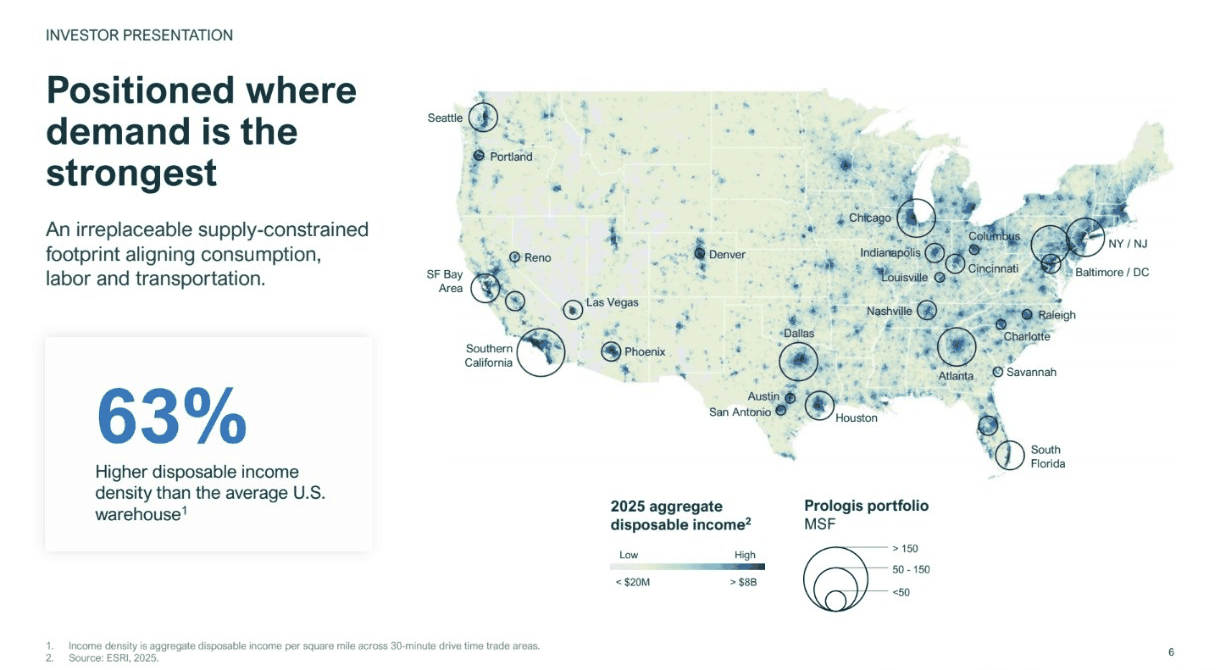 INVESTOR PRESENTATION
Positioned where
demand is the
strongest
An irreplaceable supply-constrained
footprint aligning consumption,
labor and transportation.
63%
Higher disposable income
density than the average U.S.
warehouse1
Seattle
Portland
Reno
SF Bay
Area
Las Vegas
Southern
California
Phoenix
Denver
Dallas
Austin
San Antonio
Houston
Chicago
Indianapolis
Columbus
Cincinnati
Louisville
Nashville
Atlanta
NY / NJ
Baltimore / DC
Raleigh
Charlotte
Savannah
South
Florida
2025 aggregate
disposable income2
Low High
< $20M > $8B
Prologis portfolio
MSF
> 150
50 - 150
<50
1. Income density is aggregate disposable income per square mile across 30-minute drive time trade areas.
2. Source: ESRI, 2025.
6